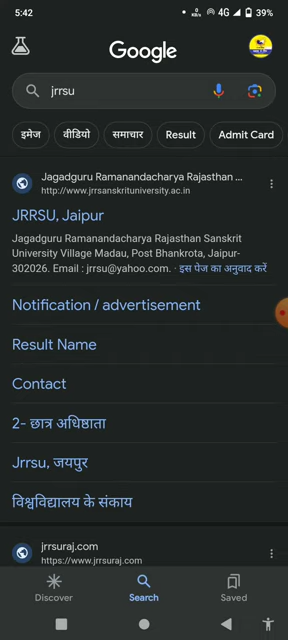 5:42
0
KB/s
4G
39%
Google
jrrsu
इमेज
वीडियो
समाचार
Result
Admit Card
Jagadguru Ramanandacharya Rajasthan ...
http://www.jrrsanskrituniversity.ac.in
JRRSU, Jaipur
Jagadguru Ramanandacharya Rajasthan Sanskrit
University Village Madau, Post Bhankrota, Jaipur-
302026. Email : jrrsu@yahoo.com. · इस पेज का अनुवाद करें
Notification / advertisement
Result Name
Contact
2- छात्र अधिष्ठाता
Jrrsu, जयपुर
विश्वविद्यालय के संकाय
jrrsuraj.com
https://www.jrrsuraj.com
Discover
Search
Saved